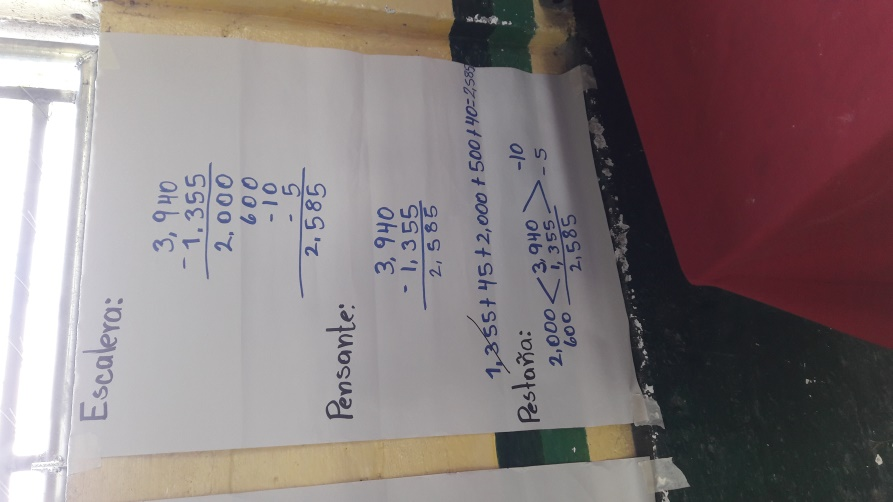 Escalera:
3,940
- 1,355
2,000
600
-10
- 5
2,585
Pensante:
3,940
- 1,355
2,585
1,355+45+2,000+500+40=2,585
Pestaña:
2,000 < 3,940 > -10
600 1,355 - 5
2,585